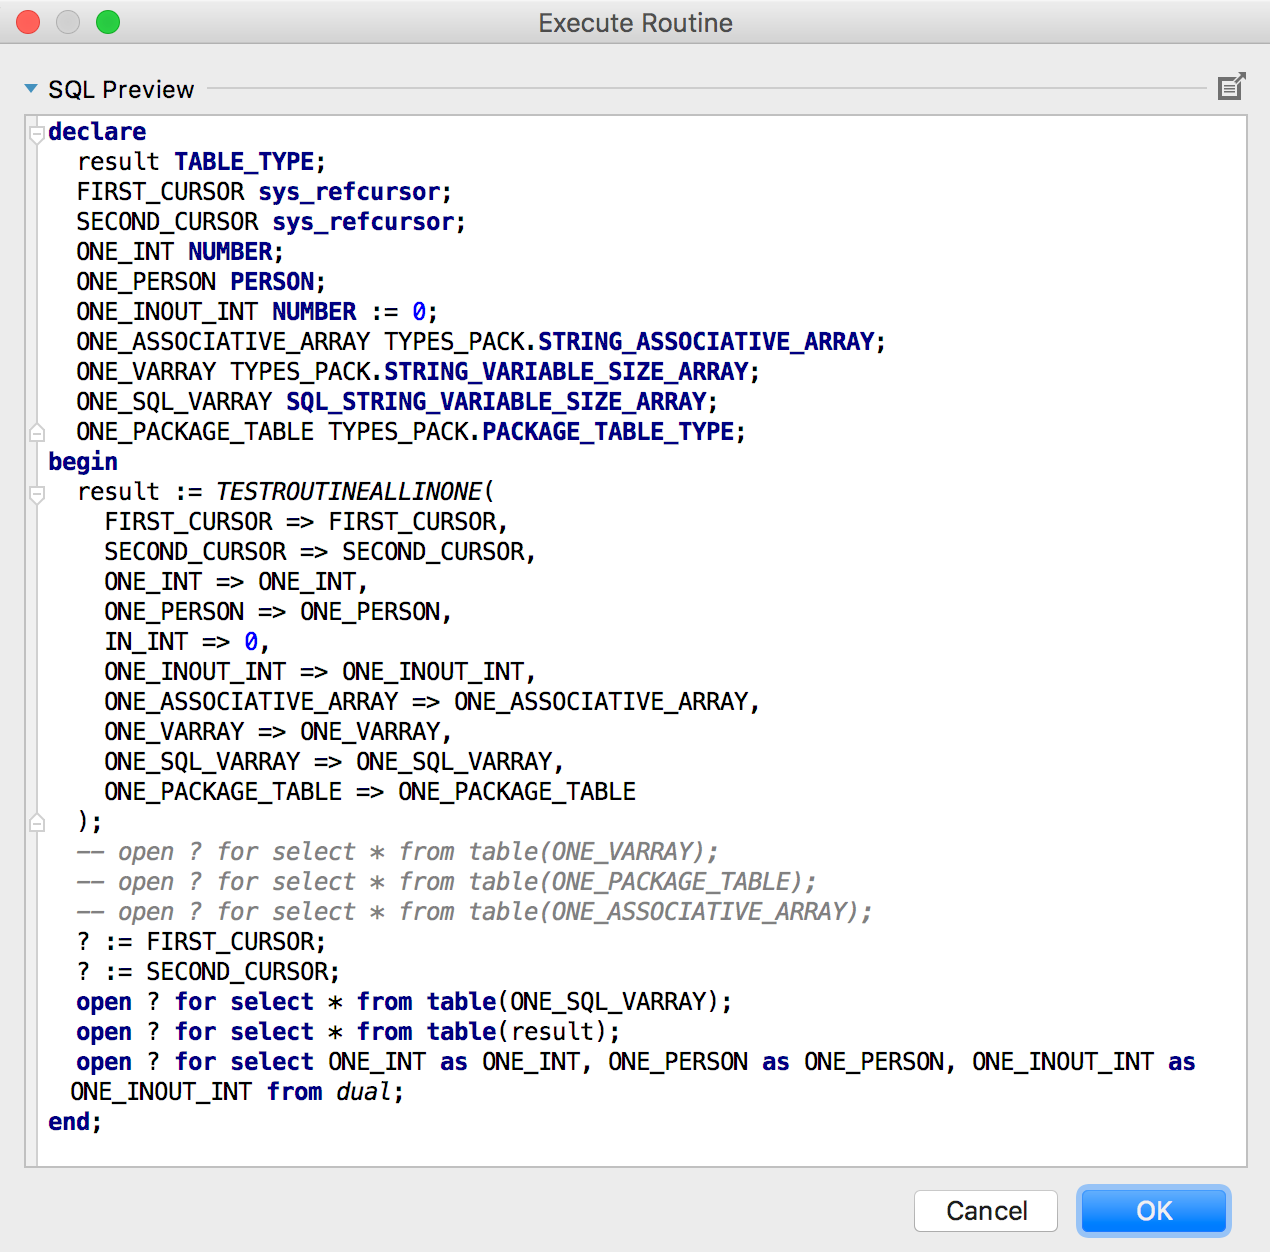 Execute Routine
SQL Preview
declare
  result TABLE_TYPE;
  FIRST_CURSOR sys_refcursor;
  SECOND_CURSOR sys_refcursor;
  ONE_INT NUMBER;
  ONE_PERSON PERSON;
  ONE_INOUT_INT NUMBER := 0;
  ONE_ASSOCIATIVE_ARRAY TYPES_PACK.STRING_ASSOCIATIVE_ARRAY;
  ONE_VARRAY TYPES_PACK.STRING_VARIABLE_SIZE_ARRAY;
  ONE_SQL_VARRAY SQL_STRING_VARIABLE_SIZE_ARRAY;
  ONE_PACKAGE_TABLE TYPES_PACK.PACKAGE_TABLE_TYPE;
begin
  result := TESTROUTINEALLINONE(
    FIRST_CURSOR => FIRST_CURSOR,
    SECOND_CURSOR => SECOND_CURSOR,
    ONE_INT => ONE_INT,
    ONE_PERSON => ONE_PERSON,
    IN_INT => 0,
    ONE_INOUT_INT => ONE_INOUT_INT,
    ONE_ASSOCIATIVE_ARRAY => ONE_ASSOCIATIVE_ARRAY,
    ONE_VARRAY => ONE_VARRAY,
    ONE_SQL_VARRAY => ONE_SQL_VARRAY,
    ONE_PACKAGE_TABLE => ONE_PACKAGE_TABLE
  );
  -- open ? for select * from table(ONE_VARRAY);
  -- open ? for select * from table(ONE_PACKAGE_TABLE);
  -- open ? for select * from table(ONE_ASSOCIATIVE_ARRAY);
  ? := FIRST_CURSOR;
  ? := SECOND_CURSOR;
  open ? for select * from table(ONE_SQL_VARRAY);
  open ? for select * from table(result);
  open ? for select ONE_INT as ONE_INT, ONE_PERSON as ONE_PERSON, ONE_INOUT_INT as
  ONE_INOUT_INT from dual;
end;
Cancel
OK